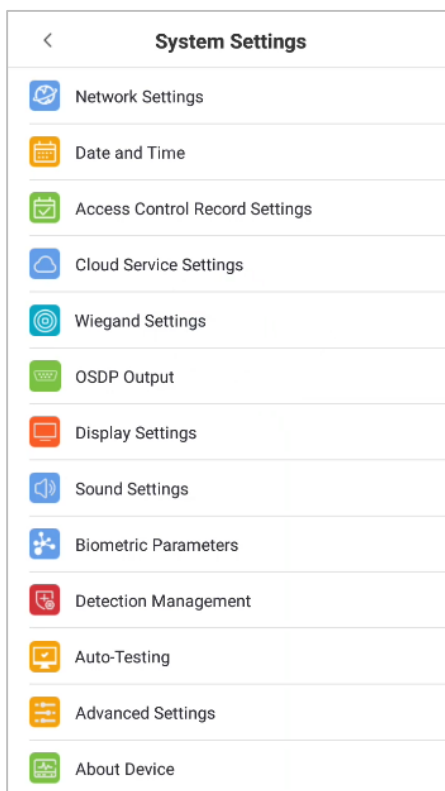 System Settings
Network Settings
Date and Time
Access Control Record Settings
Cloud Service Settings
Wiegand Settings
OSDP Output
Display Settings
Sound Settings
Biometric Parameters
Detection Management
Auto-Testing
Advanced Settings
About Device